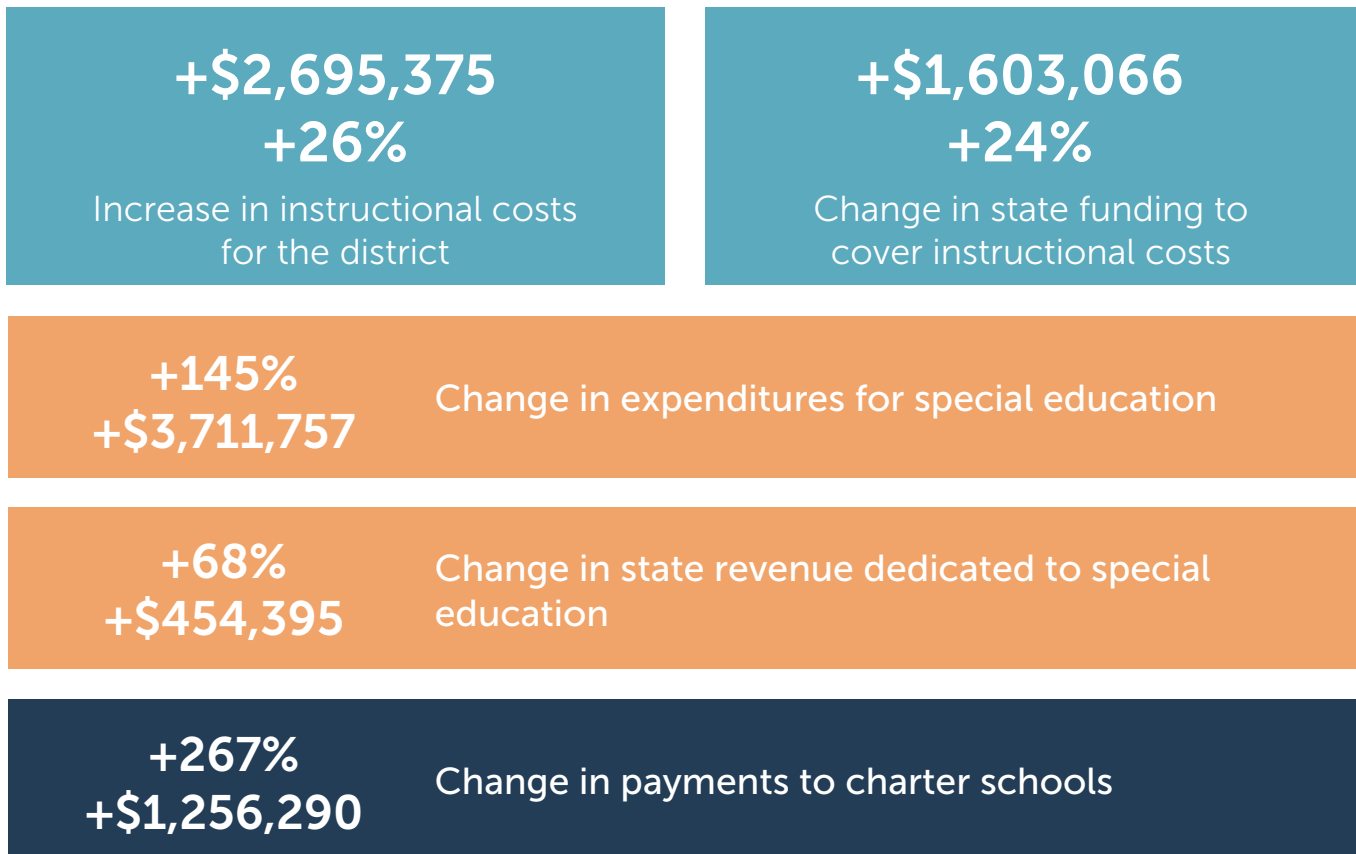 +$2,695,375
+26%
Increase in instructional costs
for the district
+$1,603,066
+24%
Change in state funding to
cover instructional costs
+145%
+$3,711,757
Change in expenditures for special education
+68%
+$454,395
Change in state revenue dedicated to special
education
+267%
+$1,256,290
Change in payments to charter schools